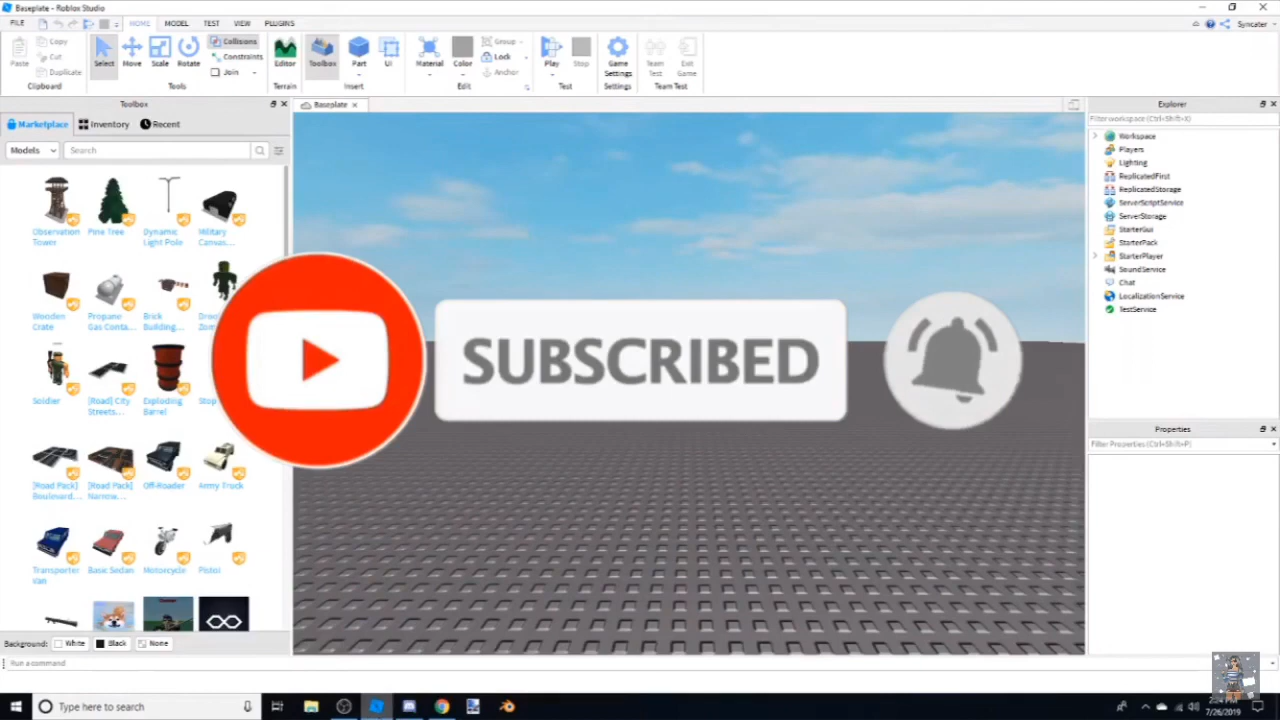 Baseplate - Roblox Studio
FILE HOME MODEL TEST VIEW PLUGINS
Syncater
Paste Copy Cut Duplicate
Select Move Scale Rotate
Collisions
Constraints
Join
Editor Toolbox Part UI
Material Color
Group
Lock
Anchor
Play Stop Game Settings Team Test Exit Game
Clipboard Tools Terrain Insert Edit Test Settings Team Test
Toolbox
Baseplate
Explorer
Marketplace Inventory Recent
Filter workspace (Ctrl+Shift+X)
Models Search
Workspace
Players
Lighting
ReplicatedFirst
ReplicatedStorage
ServerScriptService
ServerStorage
StarterGui
StarterPack
StarterPlayer
SoundService
Chat
LocalizationService
TestService
Observation Tower
Pine Tree
Dynamic Light Pole
Military Canvas...
Wooden Crate
Propane Gas Conta...
Brick Building...
Soldier
[Road] City Streets...
Exploding Barrel
Stop
SUBSCRIBED
[Road Pack] Boulevard...
[Road Pack] Narrow...
Off-Roader
Army Truck
Transporter Van
Basic Sedan
Motorcycle
Pistol
Properties
Filter Properties (Ctrl+Shift+P)
Background: White Black None
Run a command
Type here to search
7/26/2019